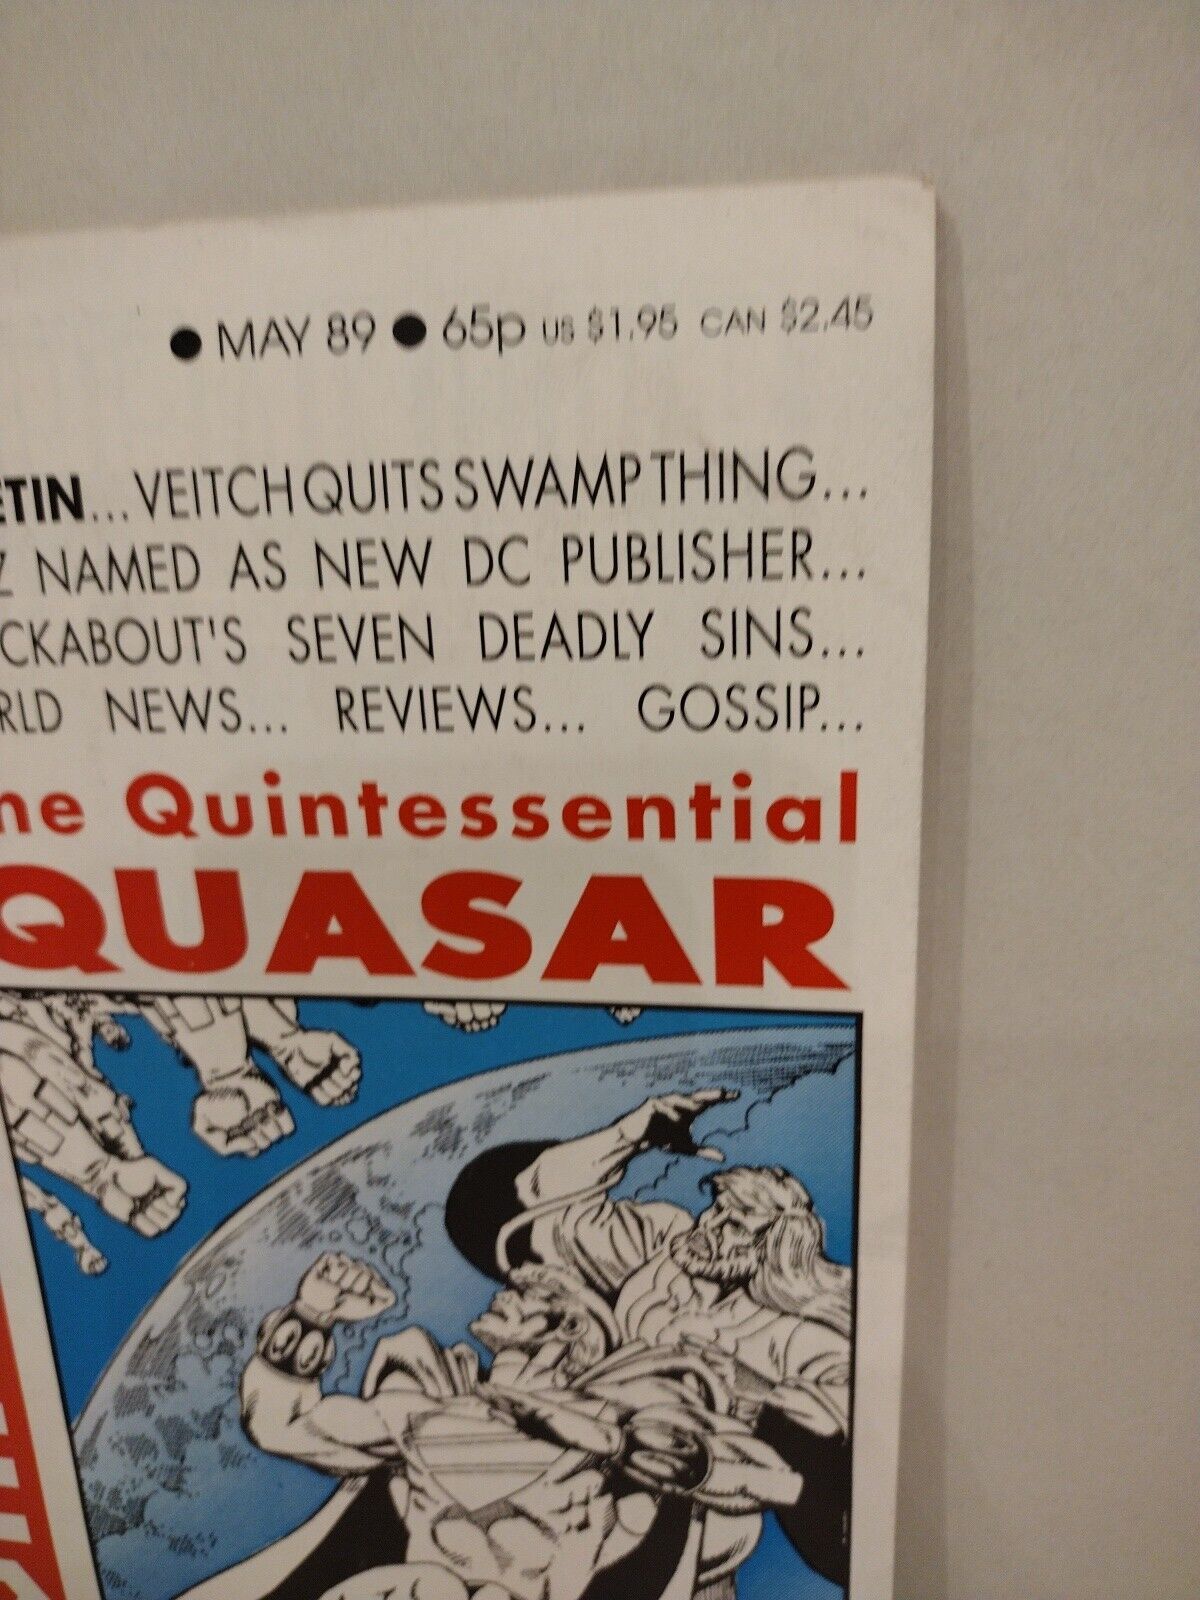 ● MAY 89 ● 65p US $1.95 CAN $2.45
ETIN...VEITCH QUITS SWAMP THING...
Z NAMED AS NEW DC PUBLISHER...
CKABOUT'S SEVEN DEADLY SINS...
RLD NEWS... REVIEWS... GOSSIP...
he Quintessential
QUASAR